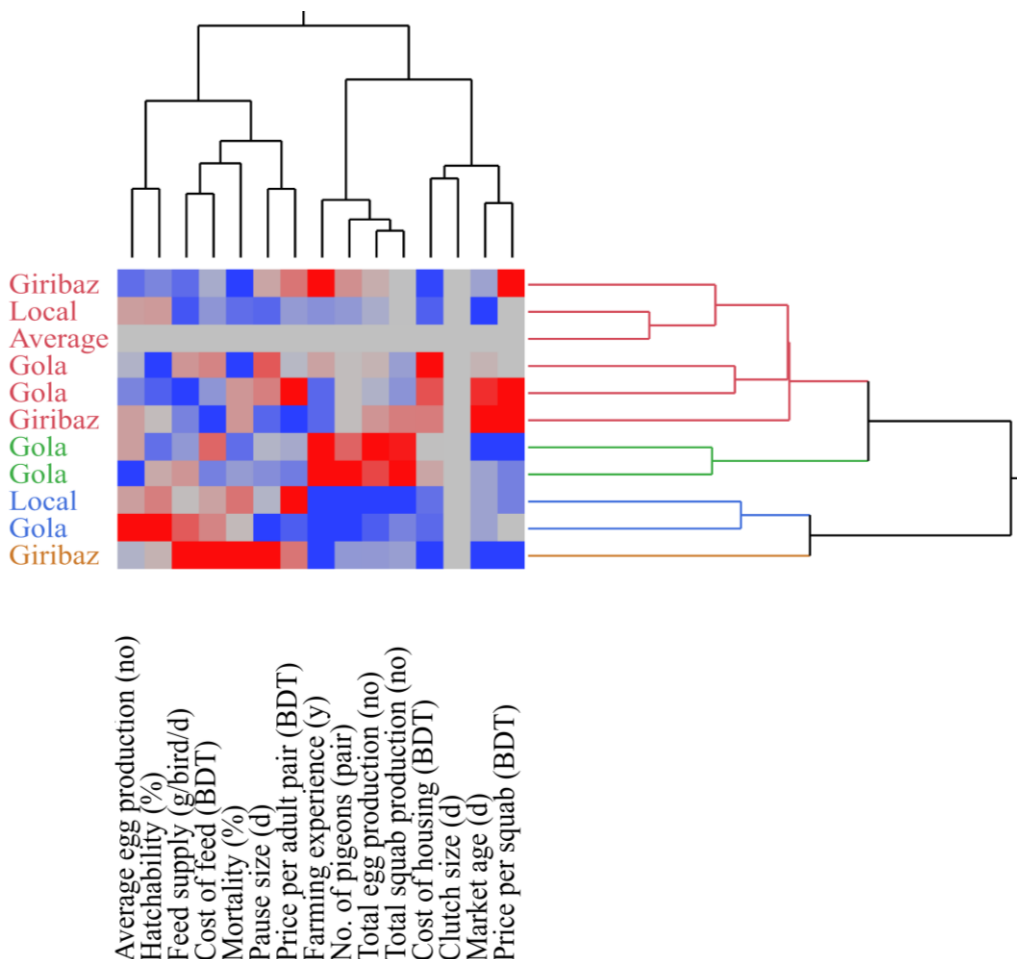 Giribaz
Local
Average
Gola
Gola
Giribaz
Gola
Gola
Local
Gola
Giribaz
Average egg production (no)
Hatchability (%)
Feed supply (g/bird/d)
Cost of feed (BDT)
Mortality (%)
Pause size (d)
Price per adult pair (BDT)
Farming experience (y)
No. of pigeons (pair)
Total egg production (no)
Total squab production (no)
Cost of housing (BDT)
Clutch size (d)
Market age (d)
Price per squab (BDT)